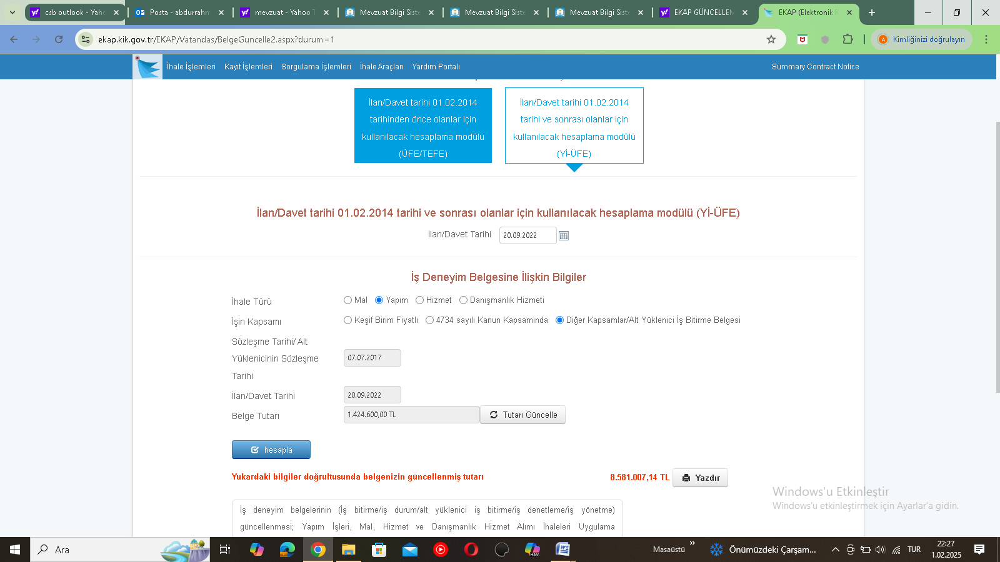 csb outlook - Yaho
Posta - abdurrahm
mevzuat - Yahoo T
Mevzuat Bilgi Siste
Mevzuat Bilgi Siste
Mevzuat Bilgi Siste
EKAP GÜNCELLEN
EKAP (Elektronik K
ekap.kik.gov.tr/EKAP/Vatandas/BelgeGuncelle2.aspx?durum=1
A Kimliğinizi doğrulayın
İhale İşlemleri Kayıt İşlemleri Sorgulama İşlemleri İhale Araçları Yardım Portalı Summary Contract Notice
İlan/Davet tarihi 01.02.2014
tarihinden önce olanlar için
kullanılacak hesaplama modülü
(ÜFE/TEFE)
İlan/Davet tarihi 01.02.2014
tarihi ve sonrası olanlar için
kullanılacak hesaplama modülü
(Yİ-ÜFE)
İlan/Davet tarihi 01.02.2014 tarihi ve sonrası olanlar için kullanılacak hesaplama modülü (Yİ-ÜFE)
İlan/Davet Tarihi 20.09.2022
İş Deneyim Belgesine İlişkin Bilgiler
İhale Türü Mal Yapım Hizmet Danışmanlık Hizmeti
İşin Kapsamı Keşif Birim Fiyatlı 4734 sayılı Kanun Kapsamında Diğer Kapsamlar/Alt Yüklenici İş Bitirme Belgesi
Sözleşme Tarihi/ Alt
Yüklenicinin Sözleşme 07.07.2017
Tarihi
İlan/Davet Tarihi 20.09.2022
Belge Tutarı 1.424.600,00 TL Tutarı Güncelle
hesapla
Yukardaki bilgiler doğrultusunda belgenizin güncellenmiş tutarı 8.581.007,14 TL Yazdır
İş deneyim belgelerinin (İş bitirme/iş durum/alt yüklenici iş bitirme/iş denetleme/iş yönetme)
güncellenmesi; Yapım İşleri, Mal, Hizmet ve Danışmanlık Hizmet Alımı İhaleleri Uygulama
Windows'u Etkinleştir
Windows'u etkinleştirmek için Ayarlar'a gidin.
Ara
M365
Masaüstü
Önümüzdeki Çarşam...
TUR
22:27
1.02.2025